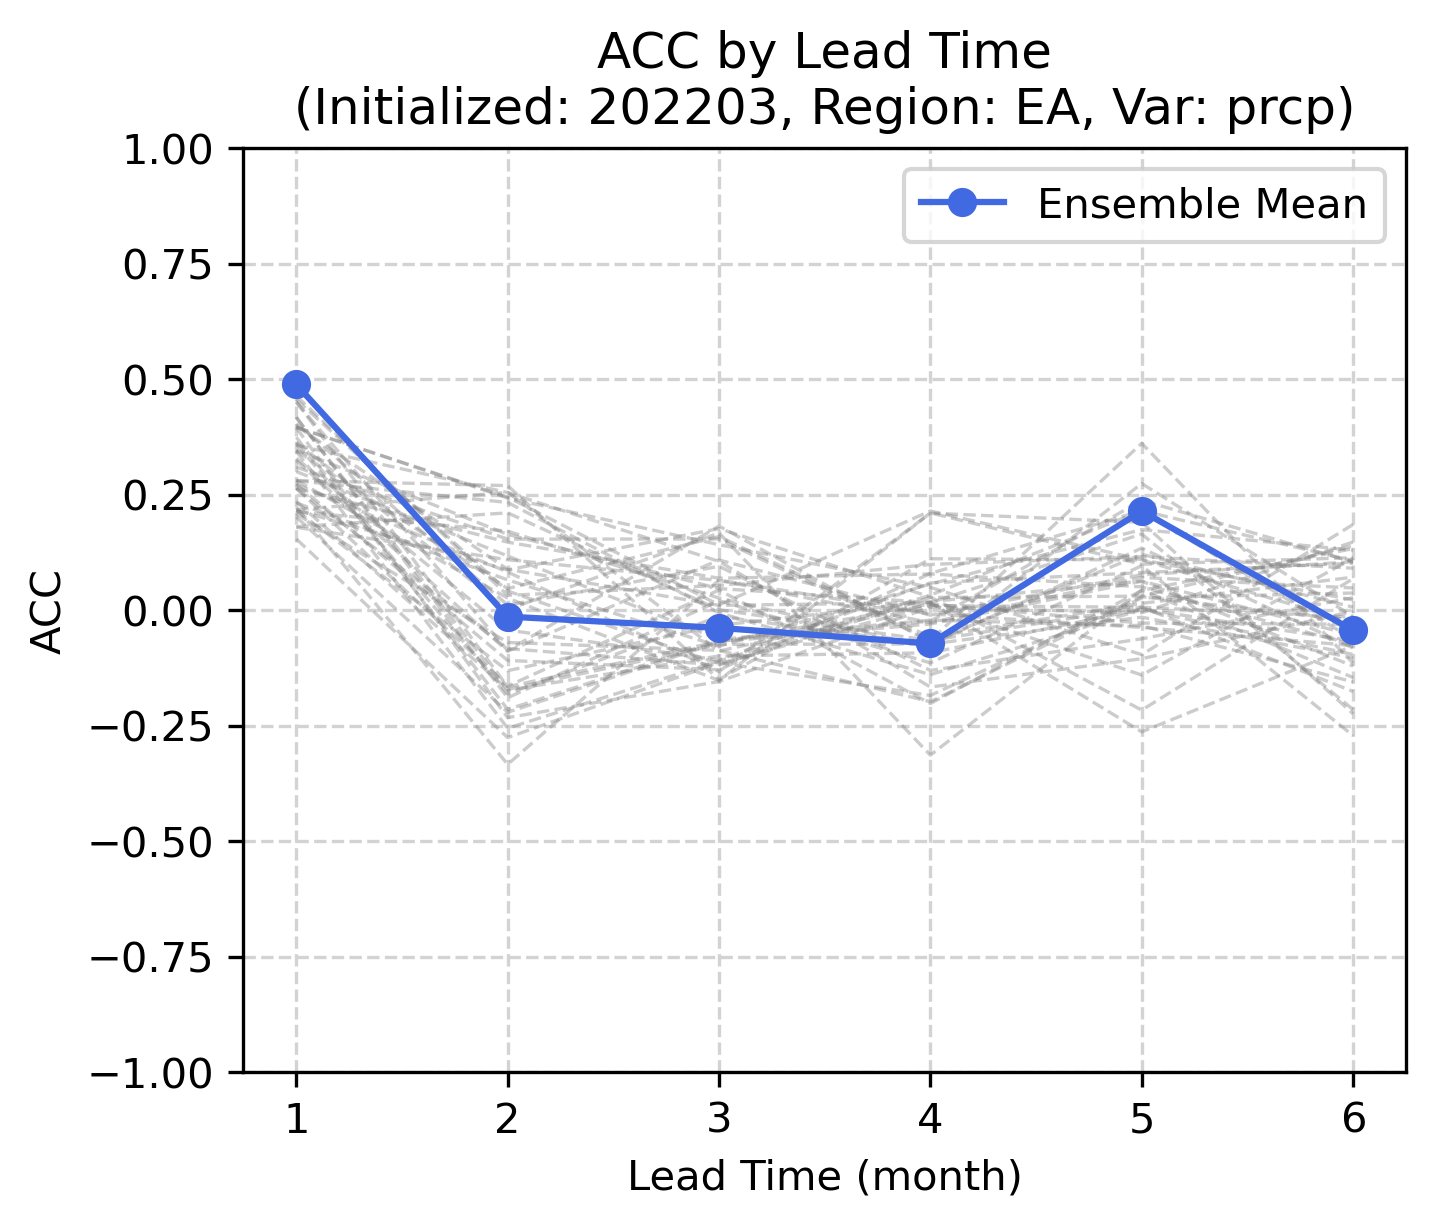 ACC by Lead Time
(Initialized: 202203, Region: EA, Var: prcp)
Ensemble Mean
1.00
0.75
0.50
0.25
0.00
−0.25
−0.50
−0.75
−1.00
ACC
1 2 3 4 5 6
Lead Time (month)